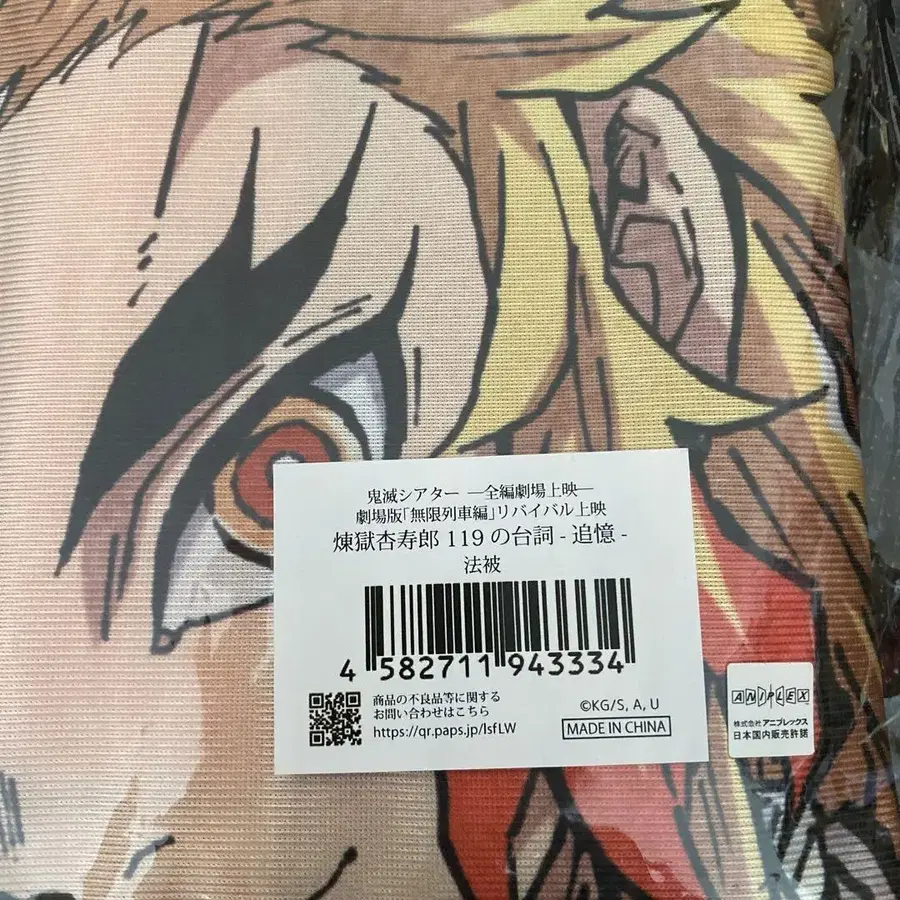 鬼滅シアター ―全編劇場上映―
劇場版「無限列車編」リバイバル上映
煉獄杏寿郎 119の台詞 - 追憶 -
法被
4 582711 943334
商品の不良品等に関する
お問い合わせはこちら
https://qr.paps.jp/lsfLW
©KG/S, A, U
MADE IN CHINA
ANIPLEX
株式会社 アニプレックス
日本国内販売許諾